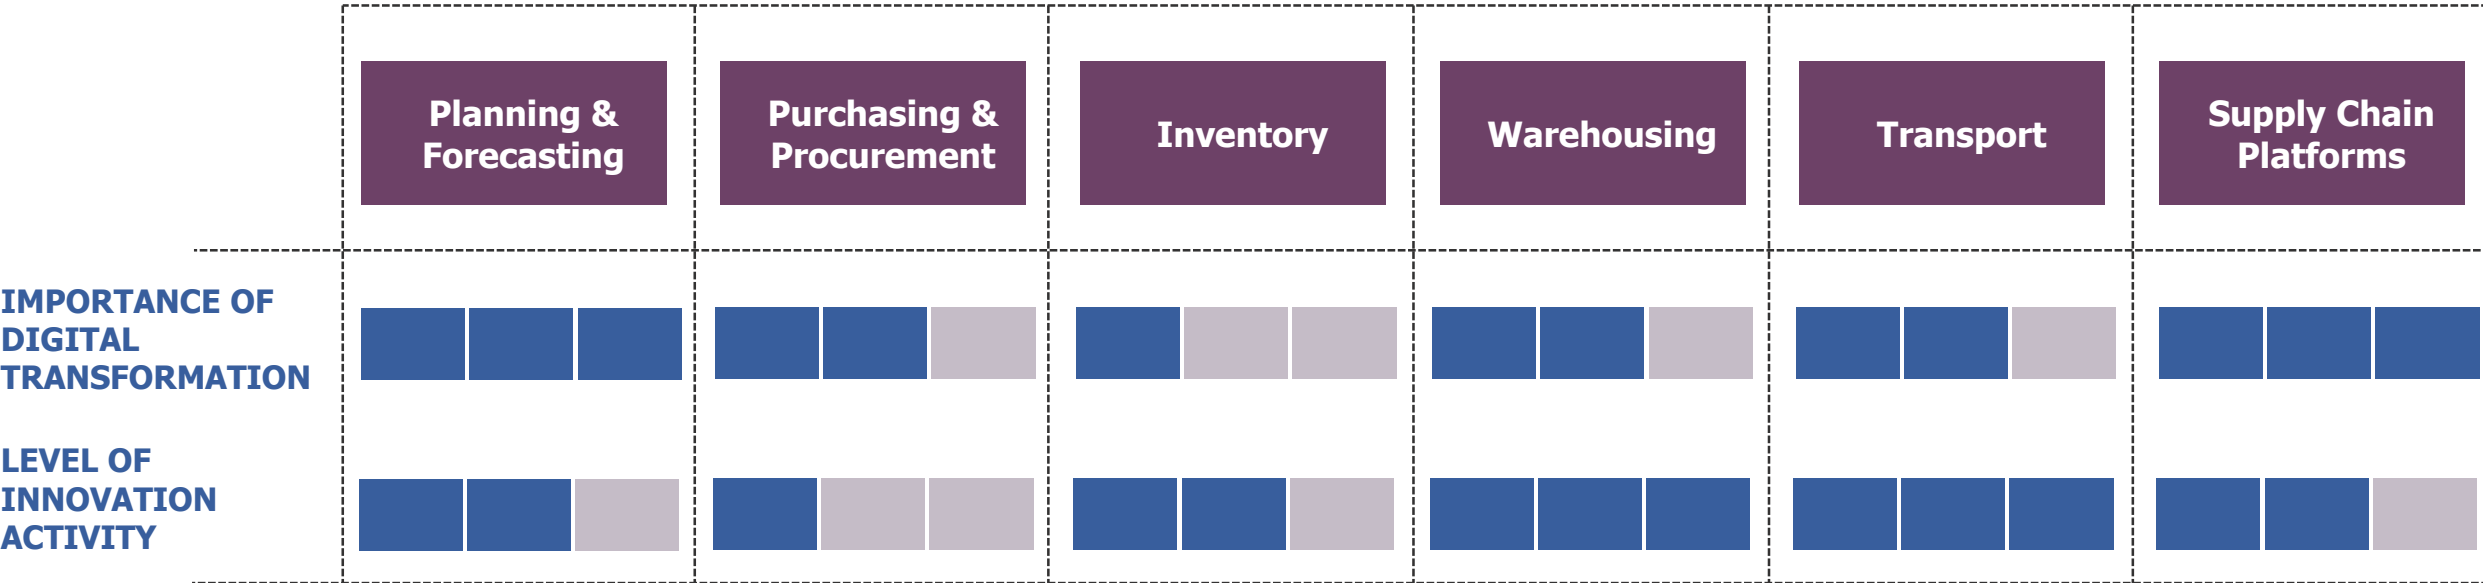 Planning &
Forecasting
Purchasing &
Procurement
Inventory
Warehousing
Transport
Supply Chain
Platforms
IMPORTANCE OF
DIGITAL
TRANSFORMATION
LEVEL OF
INNOVATION
ACTIVITY